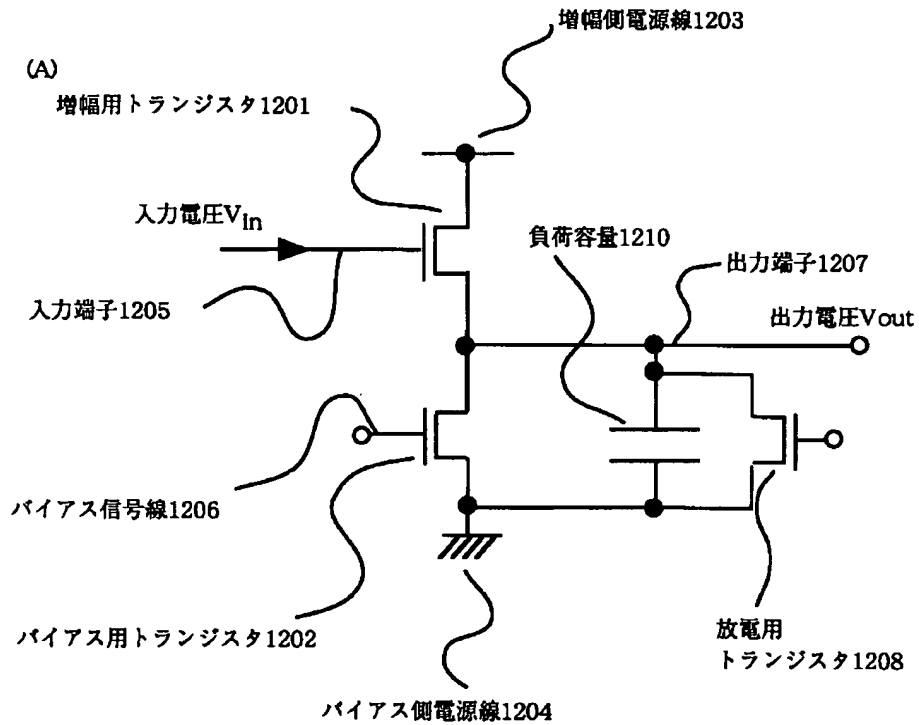 増幅側電源線1203
(A)
増幅用トランジスタ1201
入力電圧Vin
負荷容量1210
出力端子1207
入力端子1205
出力電圧Vout
バイアス信号線1206
バイアス用トランジスタ1202
放電用
トランジスタ1208
バイアス側電源線1204